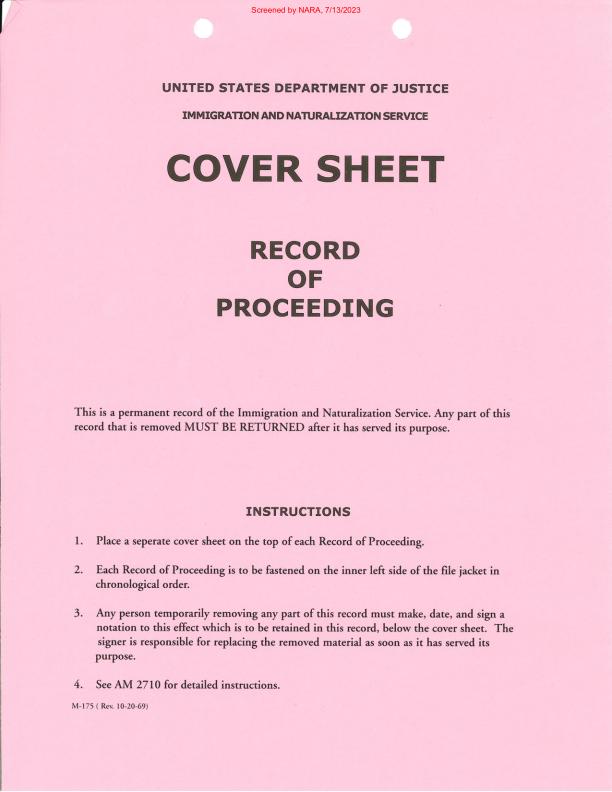 Screened by NARA, 7/13/2023
UNITED STATES DEPARTMENT OF JUSTICE
IMMIGRATION AND NATURALIZATION SERVICE
COVER SHEET
RECORD
OF
PROCEEDING
This is a permanent record of the Immigration and Naturalization Service. Any part of this
record that is removed MUST BE RETURNED after it has served its purpose.
INSTRUCTIONS
1. Place a seperate cover sheet on the top of each Record of Proceeding.
2. Each Record of Proceeding is to be fastened on the inner left side of the file jacket in
chronological order.
3. Any person temporarily removing any part of this record must make, date, and sign a
notation to this effect which is to be retained in this record, below the cover sheet. The
signer is responsible for replacing the removed material as soon as it has served its
purpose.
4. See AM 2710 for detailed instructions.
M-175 ( Rev. 10-20-69)